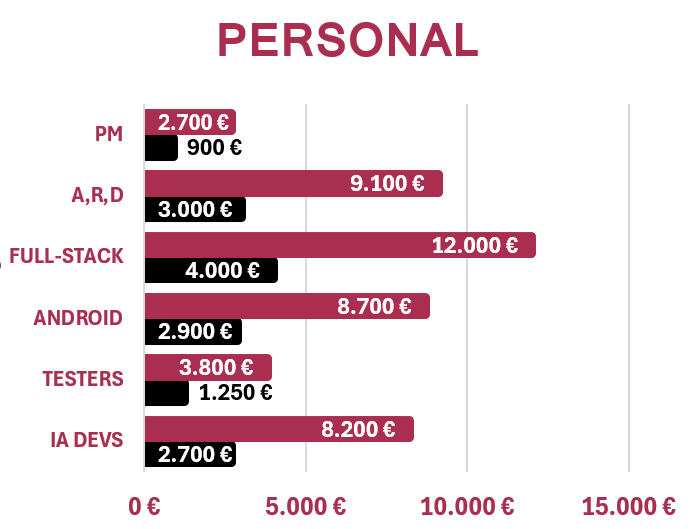 PERSONAL
PM
2.700 €
900 €
A,R,D
9.100 €
3.000 €
FULL-STACK
12.000 €
4.000 €
ANDROID
8.700 €
2.900 €
TESTERS
3.800 €
1.250 €
IA DEVS
8.200 €
2.700 €
0 € 5.000 € 10.000 € 15.000 €